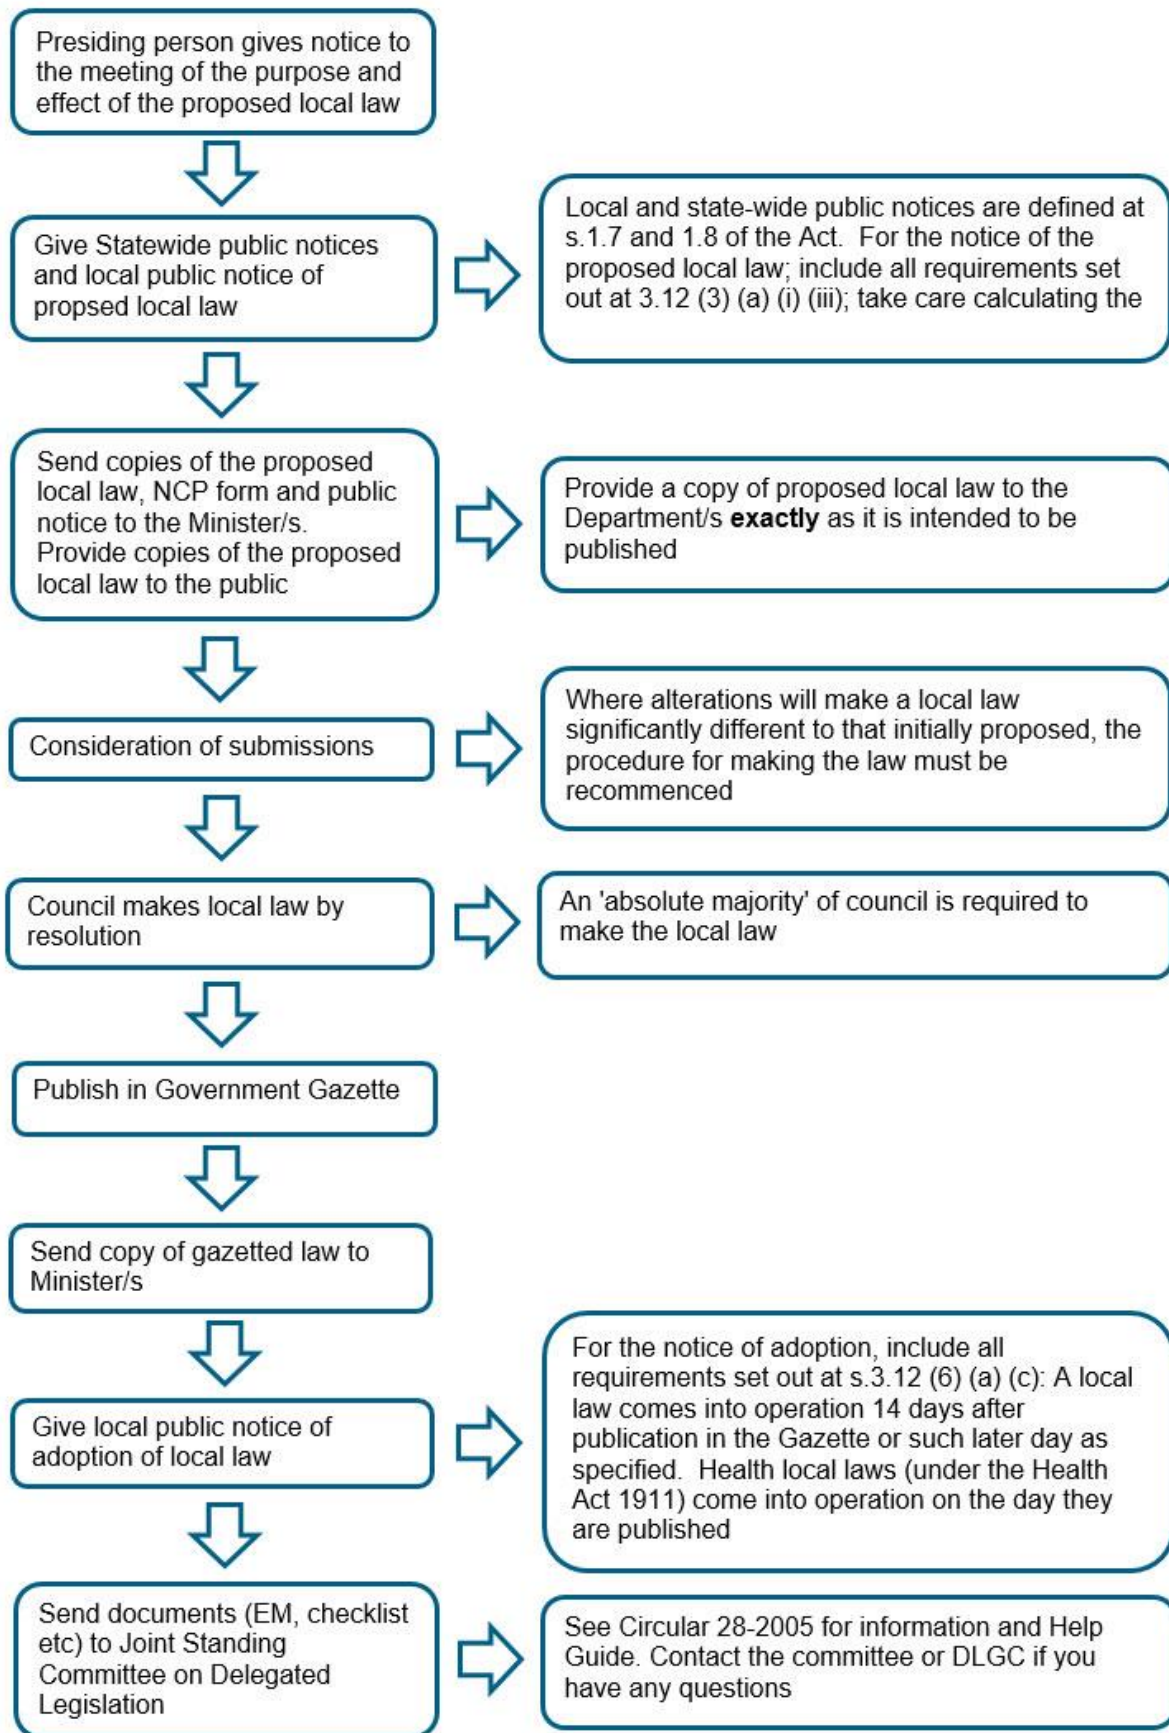 Presiding person gives notice to
the meeting of the purpose and
effect of the proposed local law
Give Statewide public notices
and local public notice of
propsed local law
Local and state-wide public notices are defined at
s.1.7 and 1.8 of the Act.  For the notice of the
proposed local law; include all requirements set
out at 3.12 (3) (a) (i) (iii); take care calculating the
Send copies of the proposed
local law, NCP form and public
notice to the Minister/s.
Provide copies of the proposed
local law to the public
Provide a copy of proposed local law to the
Department/s exactly as it is intended to be
published
Consideration of submissions
Where alterations will make a local law
significantly different to that initially proposed, the
procedure for making the law must be
recommenced
Council makes local law by
resolution
An 'absolute majority' of council is required to
make the local law
Publish in Government Gazette
Send copy of gazetted law to
Minister/s
Give local public notice of
adoption of local law
For the notice of adoption, include all
requirements set out at s.3.12 (6) (a) (c): A local
law comes into operation 14 days after
publication in the Gazette or such later day as
specified.  Health local laws (under the Health
Act 1911) come into operation on the day they
are published
Send documents (EM, checklist
etc) to Joint Standing
Committee on Delegated
Legislation
See Circular 28-2005 for information and Help
Guide. Contact the committee or DLGC if you
have any questions